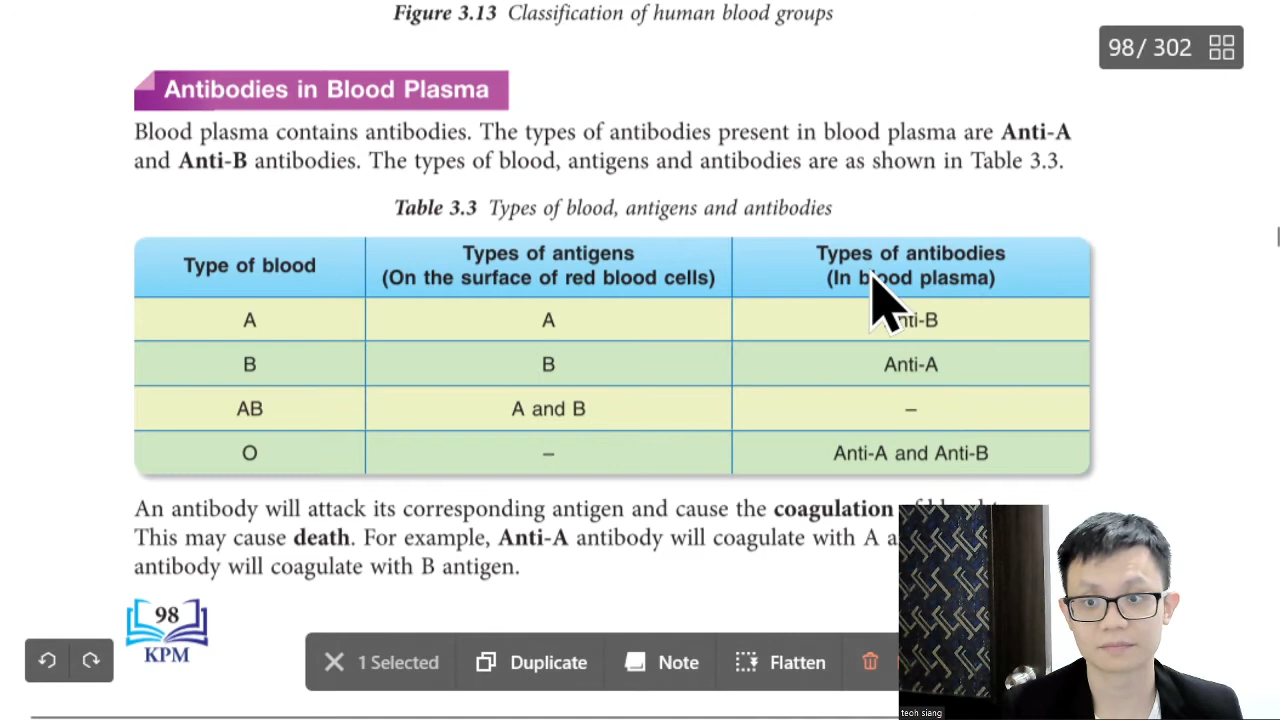 Figure 3.13 Classification of human blood groups
98/ 302
Antibodies in Blood Plasma
Blood plasma contains antibodies. The types of antibodies present in blood plasma are Anti-A
and Anti-B antibodies. The types of blood, antigens and antibodies are as shown in Table 3.3.
Table 3.3 Types of blood, antigens and antibodies
Type of blood
Types of antigens
(On the surface of red blood cells)
Types of antibodies
(In blood plasma)
A A nti-B
B B Anti-A
AB A and B –
O – Anti-A and Anti-B
An antibody will attack its corresponding antigen and cause the coagulation
This may cause death. For example, Anti-A antibody will coagulate with A
antibody will coagulate with B antigen.
98
KPM
1 Selected Duplicate Note Flatten
teoh siang